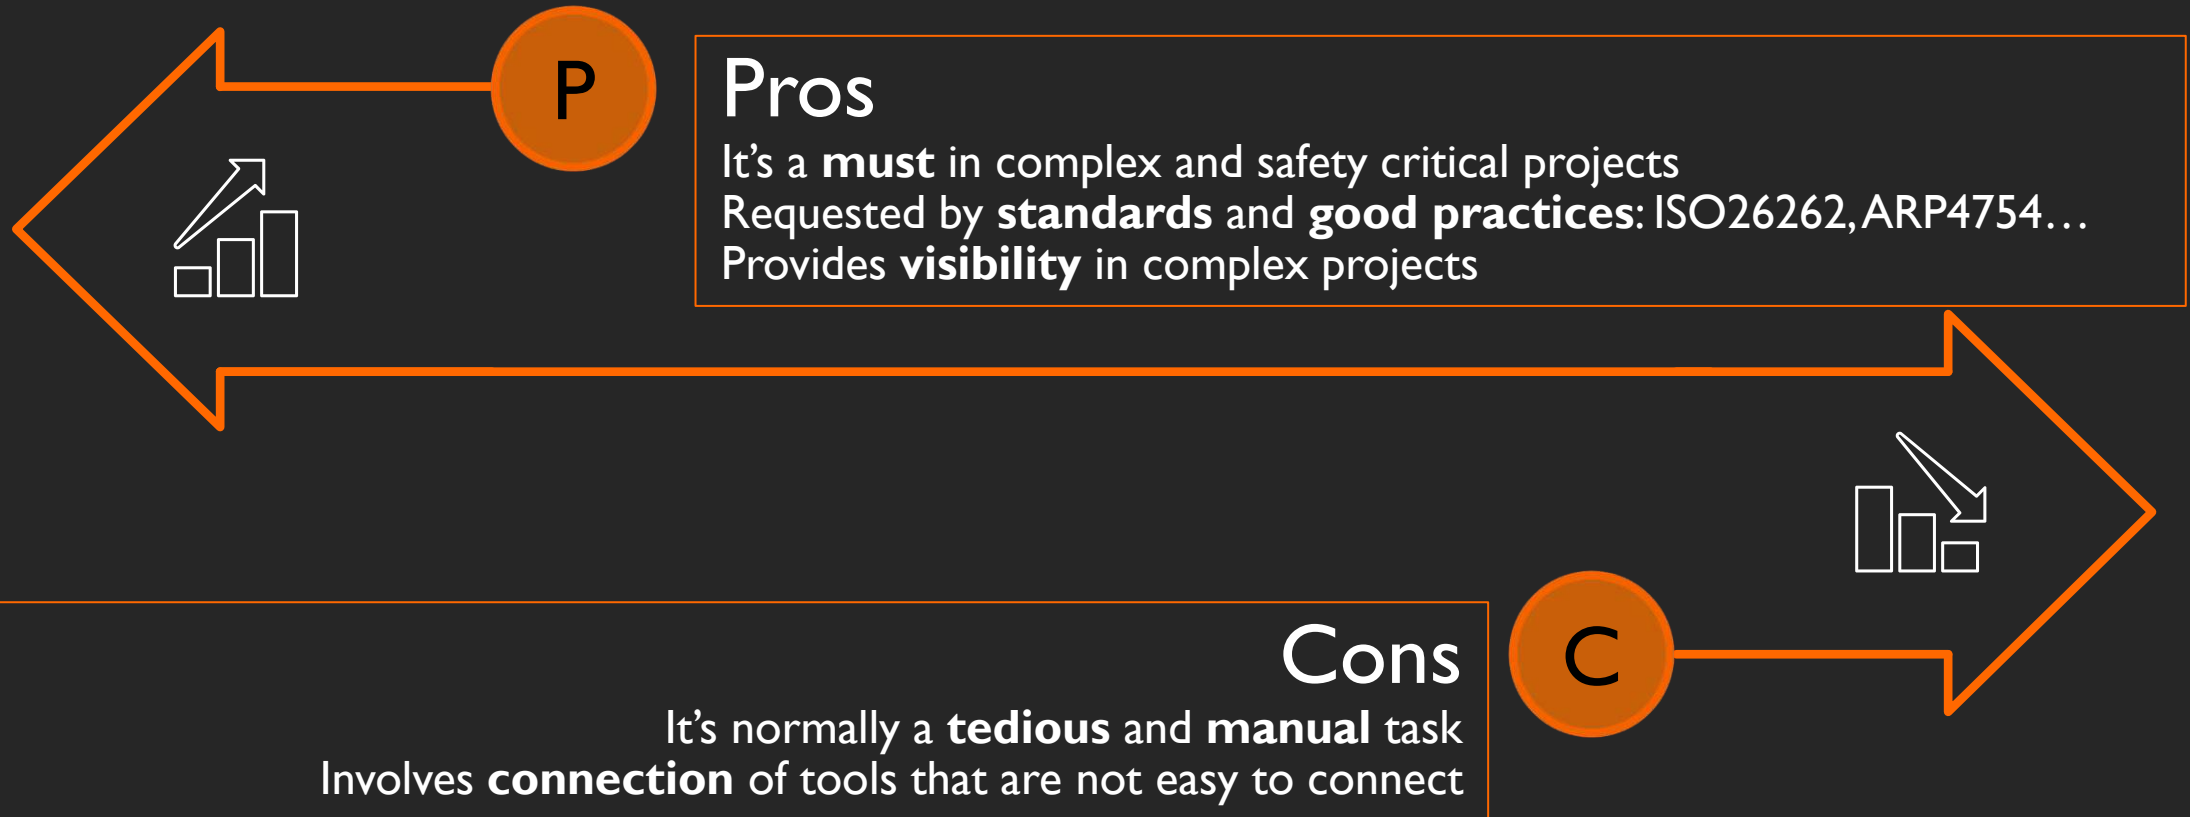 P
Pros
It’s a must in complex and safety critical projects
Requested by standards and good practices: ISO26262, ARP4754…
Provides visibility in complex projects
Cons
C
It’s normally a tedious and manual task
Involves connection of tools that are not easy to connect